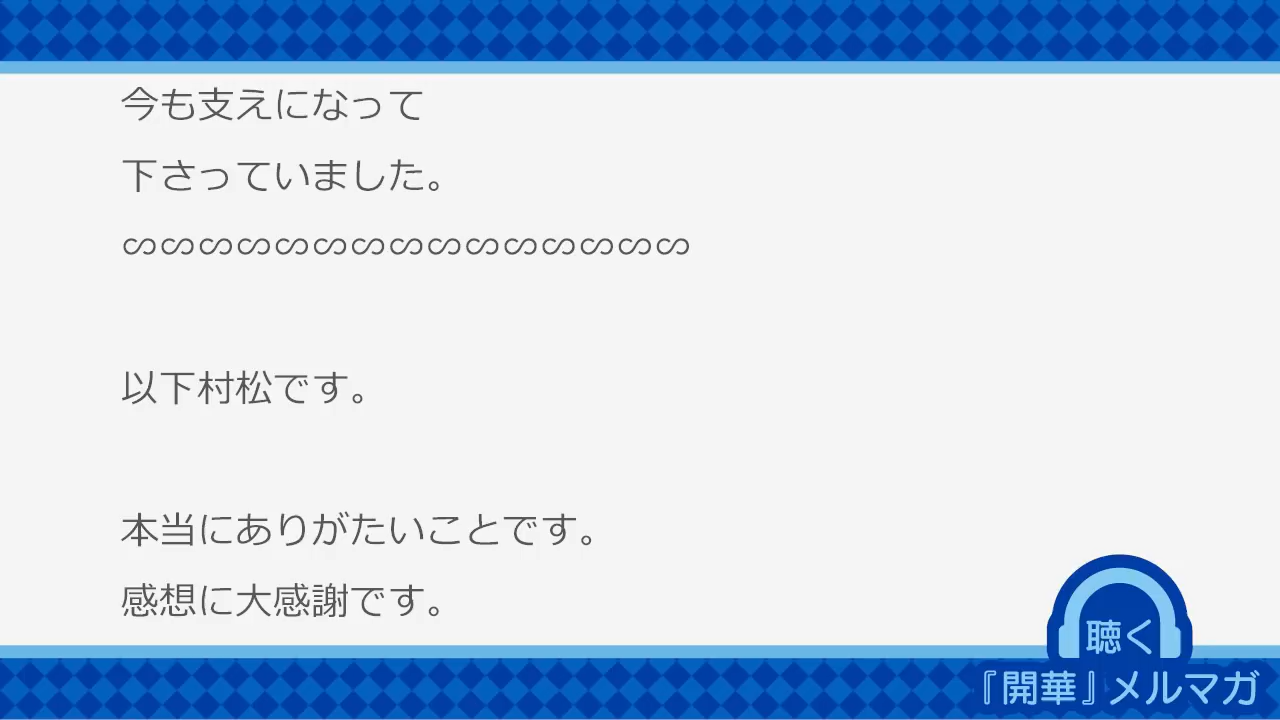 今も支えになって
下さっていました。
∽∽∽∽∽∽∽∽∽∽∽∽∽∽∽
以下村松です。
本当にありがたいことです。
感想に大感謝です。
聴く
『開華』メルマガ